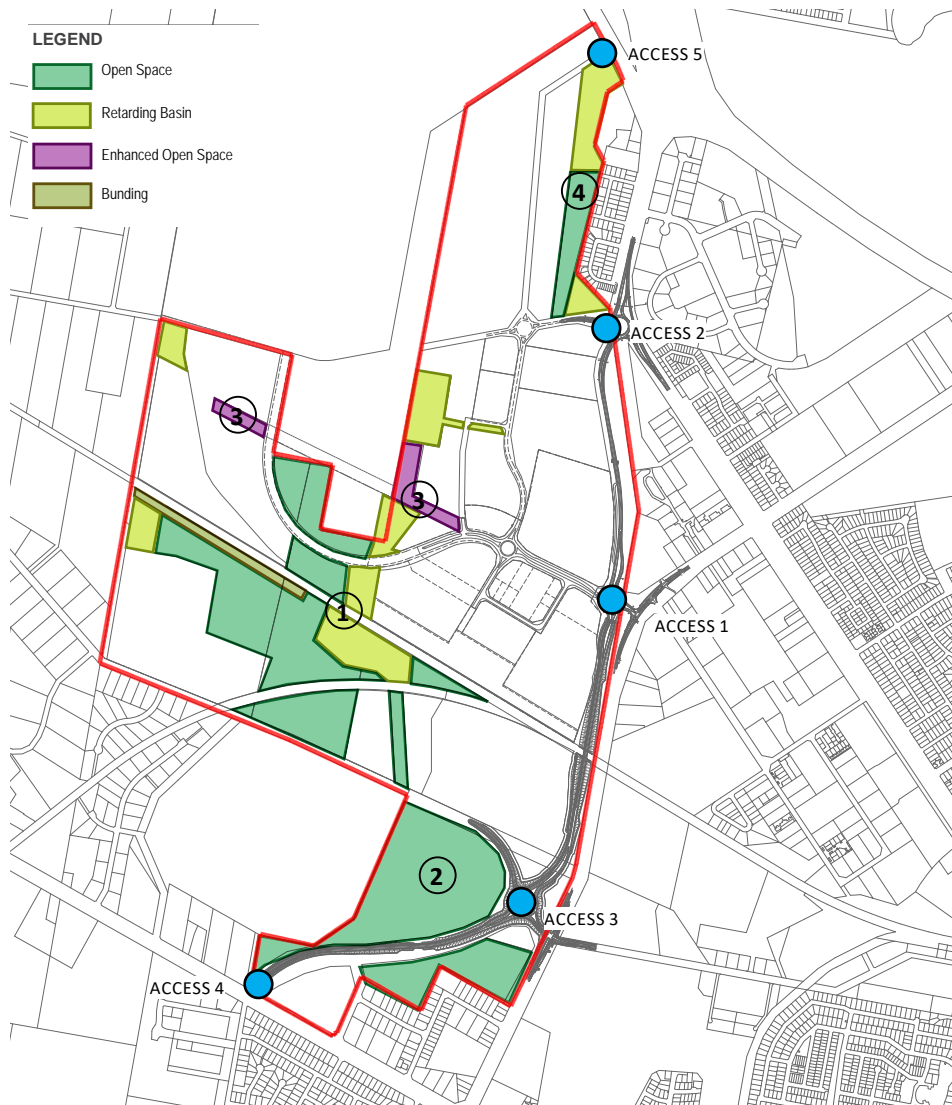 LEGEND
Open Space
Retarding Basin
Enhanced Open Space
Bunding
ACCESS 5
4
ACCESS 2
3
3
1
ACCESS 1
2
ACCESS 3
ACCESS 4